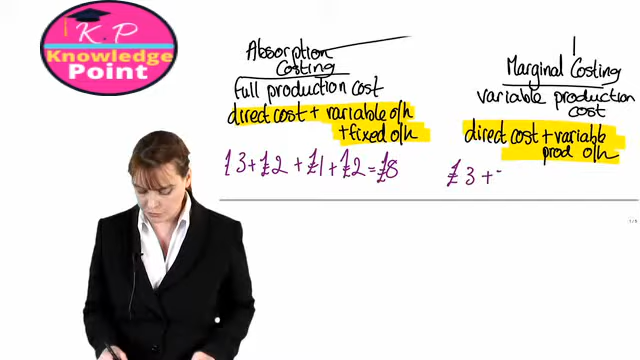 K.P
Knowledge
Point
Absorption
Costing
full production cost
direct cost + variable o/h
+ fixed o/h
£3 + £2 + £1 + £2 = £8
Marginal Costing
variable production
cost
direct cost + variable
prod o/h
£3 +